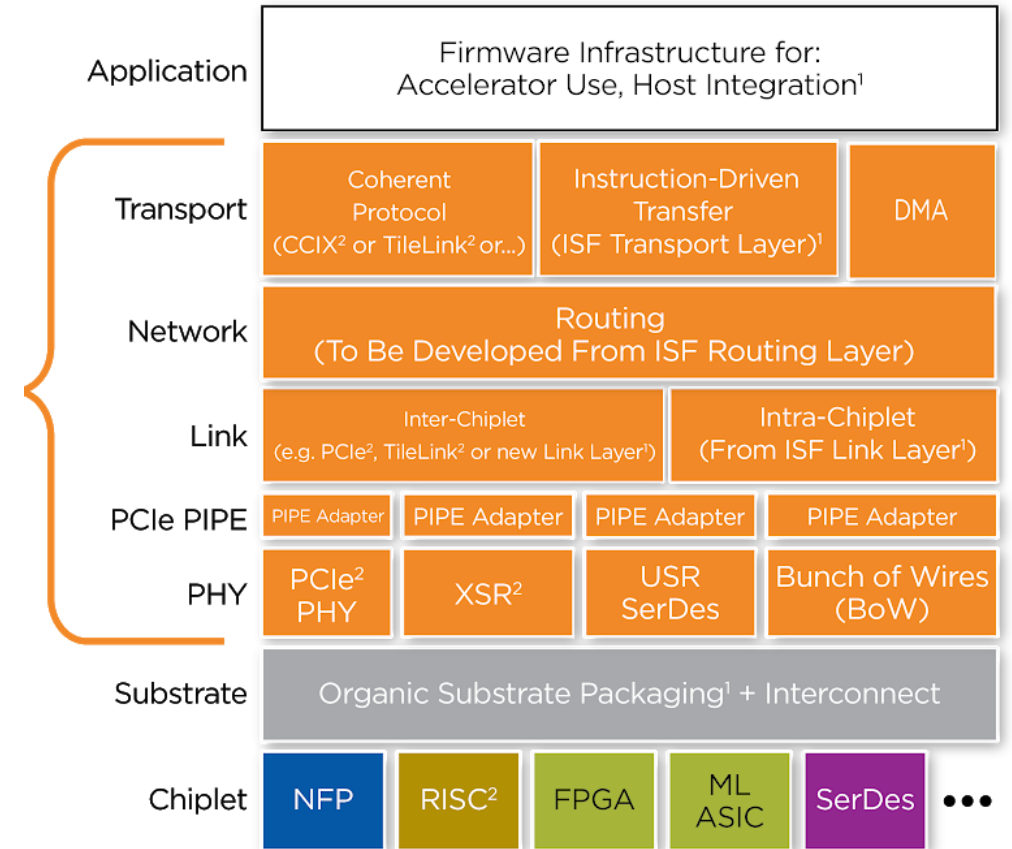 Application
Firmware Infrastructure for:
Accelerator Use, Host Integration¹
Transport
Coherent
Protocol
(CCIX² or TileLink² or...)
Instruction-Driven
Transfer
(ISF Transport Layer)¹
DMA
Network
Routing
(To Be Developed From ISF Routing Layer)
Link
Inter-Chiplet
(e.g. PCIe², TileLink² or new Link Layer¹)
Intra-Chiplet
(From ISF Link Layer¹)
PCIe PIPE
PIPE Adapter
PIPE Adapter
PIPE Adapter
PIPE Adapter
PHY
PCIe²
PHY
XSR²
USR
SerDes
Bunch of Wires
(BoW)
Substrate
Organic Substrate Packaging¹ + Interconnect
Chiplet
NFP
RISC²
FPGA
ML
ASIC
SerDes
•••